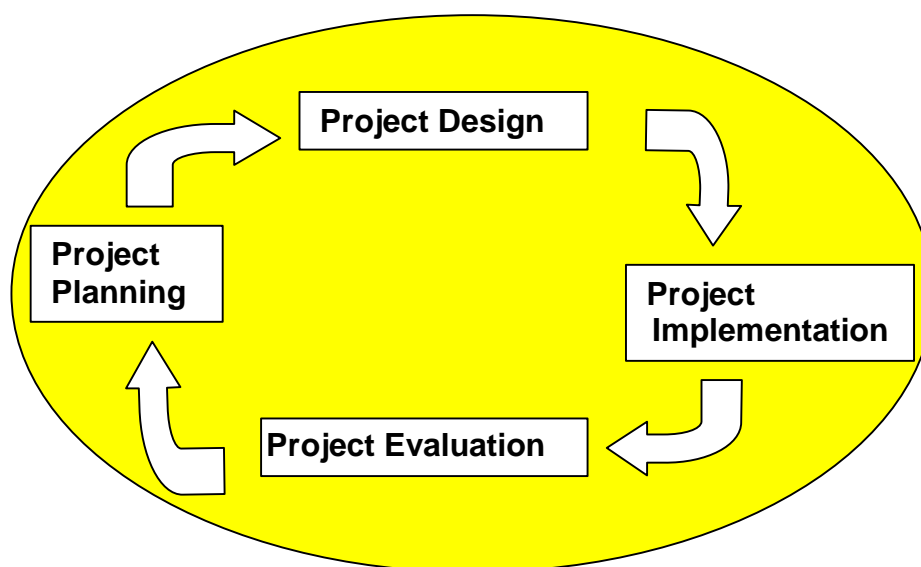 Project Design
Project
Planning
Project
Implementation
Project Evaluation